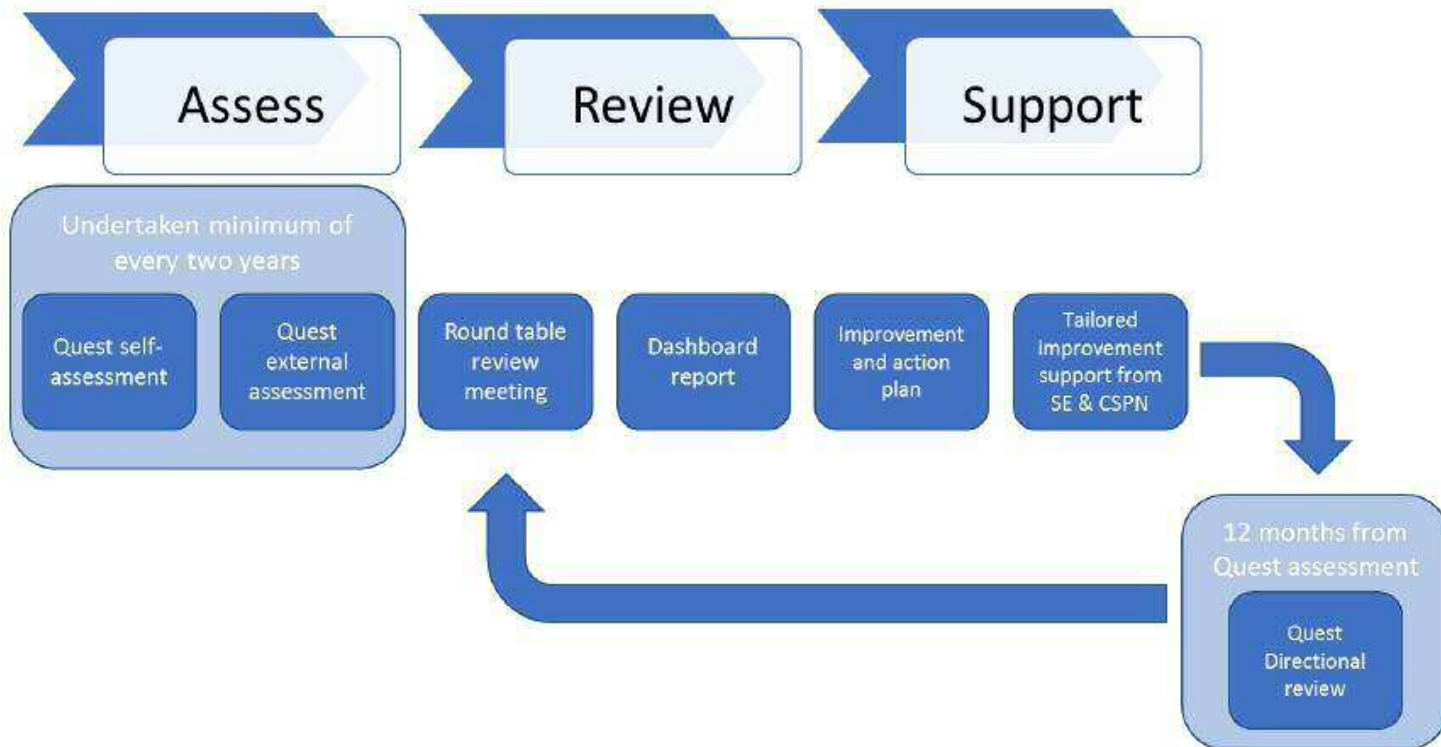 Assess
Review
Support
Undertaken minimum of
every two years
Quest self-
assessment
Quest
external
assessment
Round table
review
meeting
Dashboard
report
Improvement
and action
plan
Tailored
improvement
support from
SE & CSPN
12 months from
Quest assessment
Quest
Directional
review